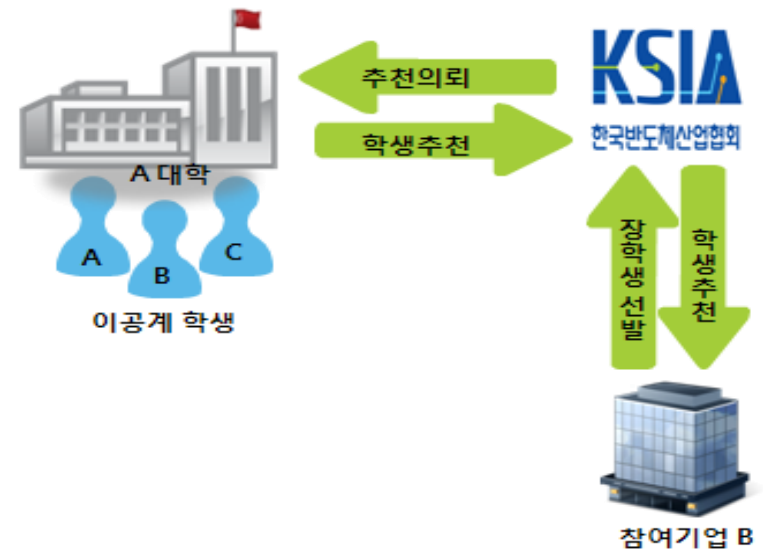 추천의뢰
KSIA
한국반도체산업협회
학생추천
A 대학
A
B
C
이공계 학생
장학생 선발
학생추천
참여기업 B